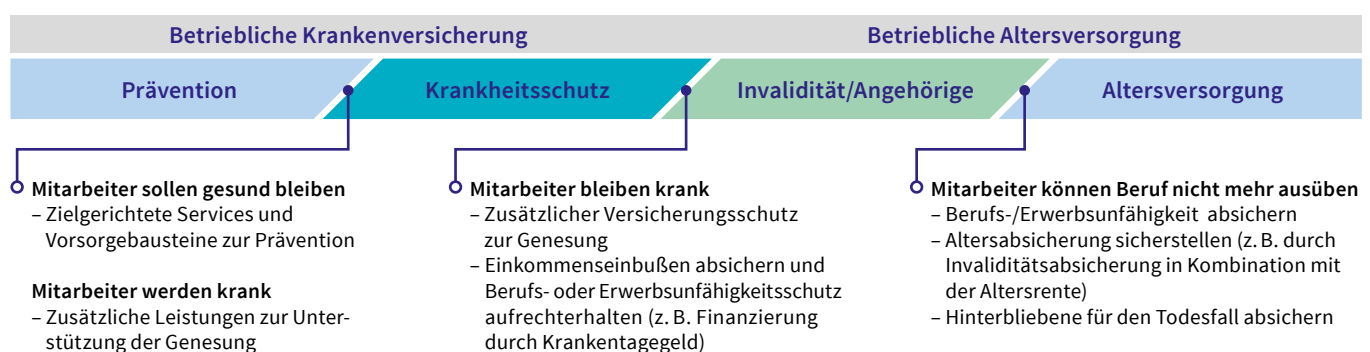 Betriebliche Krankenversicherung
Betriebliche Altersversorgung
Prävention
Krankheitsschutz
Invalidität/Angehörige
Altersversorgung
Mitarbeiter sollen gesund bleiben
– Zielgerichtete Services und
Vorsorgebausteine zur Prävention
Mitarbeiter werden krank
– Zusätzliche Leistungen zur Unter-
stützung der Genesung
Mitarbeiter bleiben krank
– Zusätzlicher Versicherungsschutz
zur Genesung
– Einkommenseinbußen absichern und
Berufs- oder Erwerbsunfähigkeitsschutz
aufrechterhalten (z. B. Finanzierung
durch Krankentagegeld)
Mitarbeiter können Beruf nicht mehr ausüben
– Berufs-/Erwerbsunfähigkeit absichern
– Altersabsicherung sicherstellen (z. B. durch
Invaliditätsabsicherung in Kombination mit
der Altersrente)
– Hinterbliebene für den Todesfall absichern